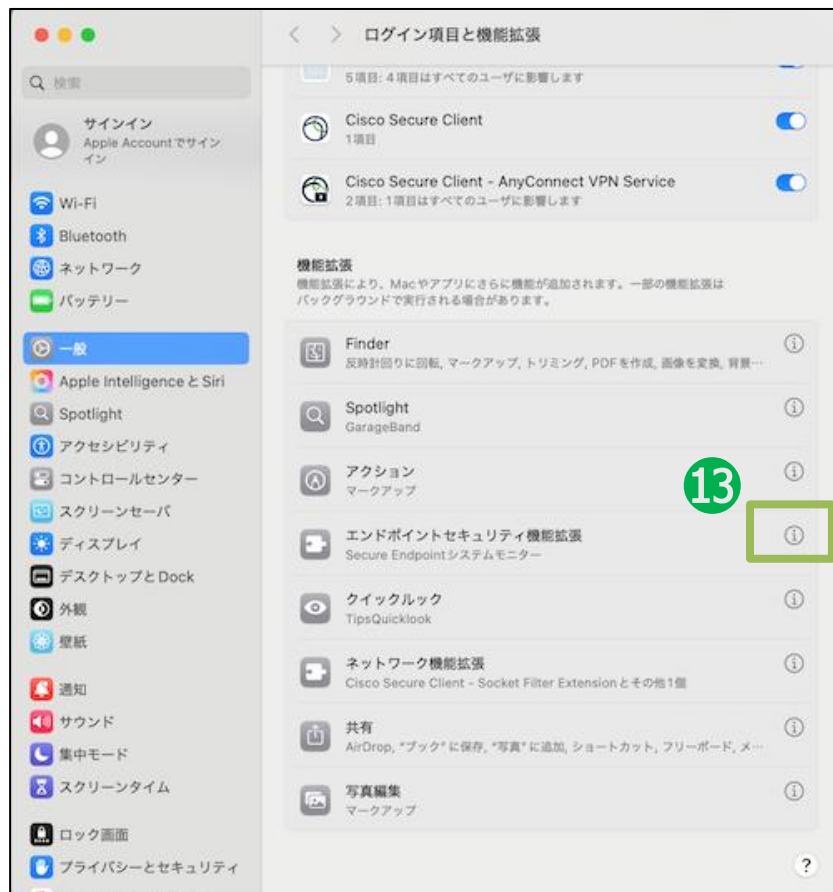 ログイン項目と機能拡張
検索
サインイン
Apple Accountでサイン
イン
Wi-Fi
Bluetooth
ネットワーク
バッテリー
一般
Apple Intelligence と Siri
Spotlight
アクセシビリティ
コントロールセンター
スクリーンセーバ
ディスプレイ
デスクトップと Dock
外観
壁紙
通知
サウンド
集中モード
スクリーンタイム
ロック画面
プライバシーとセキュリティ
5項目: 4項目はすべてのユーザに影響します
Cisco Secure Client
1項目
Cisco Secure Client - AnyConnect VPN Service
2項目: 1項目はすべてのユーザに影響します
機能拡張
機能拡張により、Macやアプリにさらに機能が追加されます。一部の機能拡張は
バックグラウンドで実行される場合があります。
Finder
反時計回りに回転, マークアップ, トリミング, PDFを作成, 画像を変換, 背景…
Spotlight
GarageBand
アクション
マークアップ
13
エンドポイントセキュリティ機能拡張
Secure Endpointシステムモニター
クイックルック
TipsQuicklook
ネットワーク機能拡張
Cisco Secure Client - Socket Filter Extensionとその他1個
共有
AirDrop, "ブック"に保存, "写真"に追加, ショートカット, フリーボード, メ…
写真編集
マークアップ
?